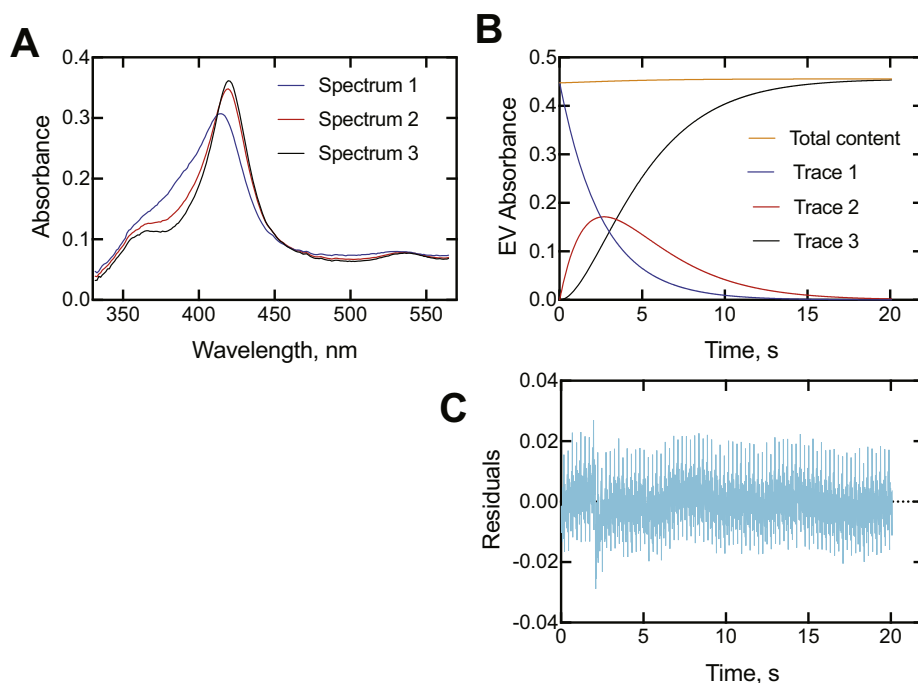 A
Absorbance
0.4
0.3
0.2
0.1
0.0
350
400
450
500
550
Wavelength, nm
Spectrum 1
Spectrum 2
Spectrum 3
B
EV Absorbance
0.5
0.4
0.3
0.2
0.1
0.0
0
5
10
15
20
Time, s
Total content
Trace 1
Trace 2
Trace 3
C
Residuals
0.04
0.02
0.00
-0.02
-0.04
0
5
10
15
20
Time, s